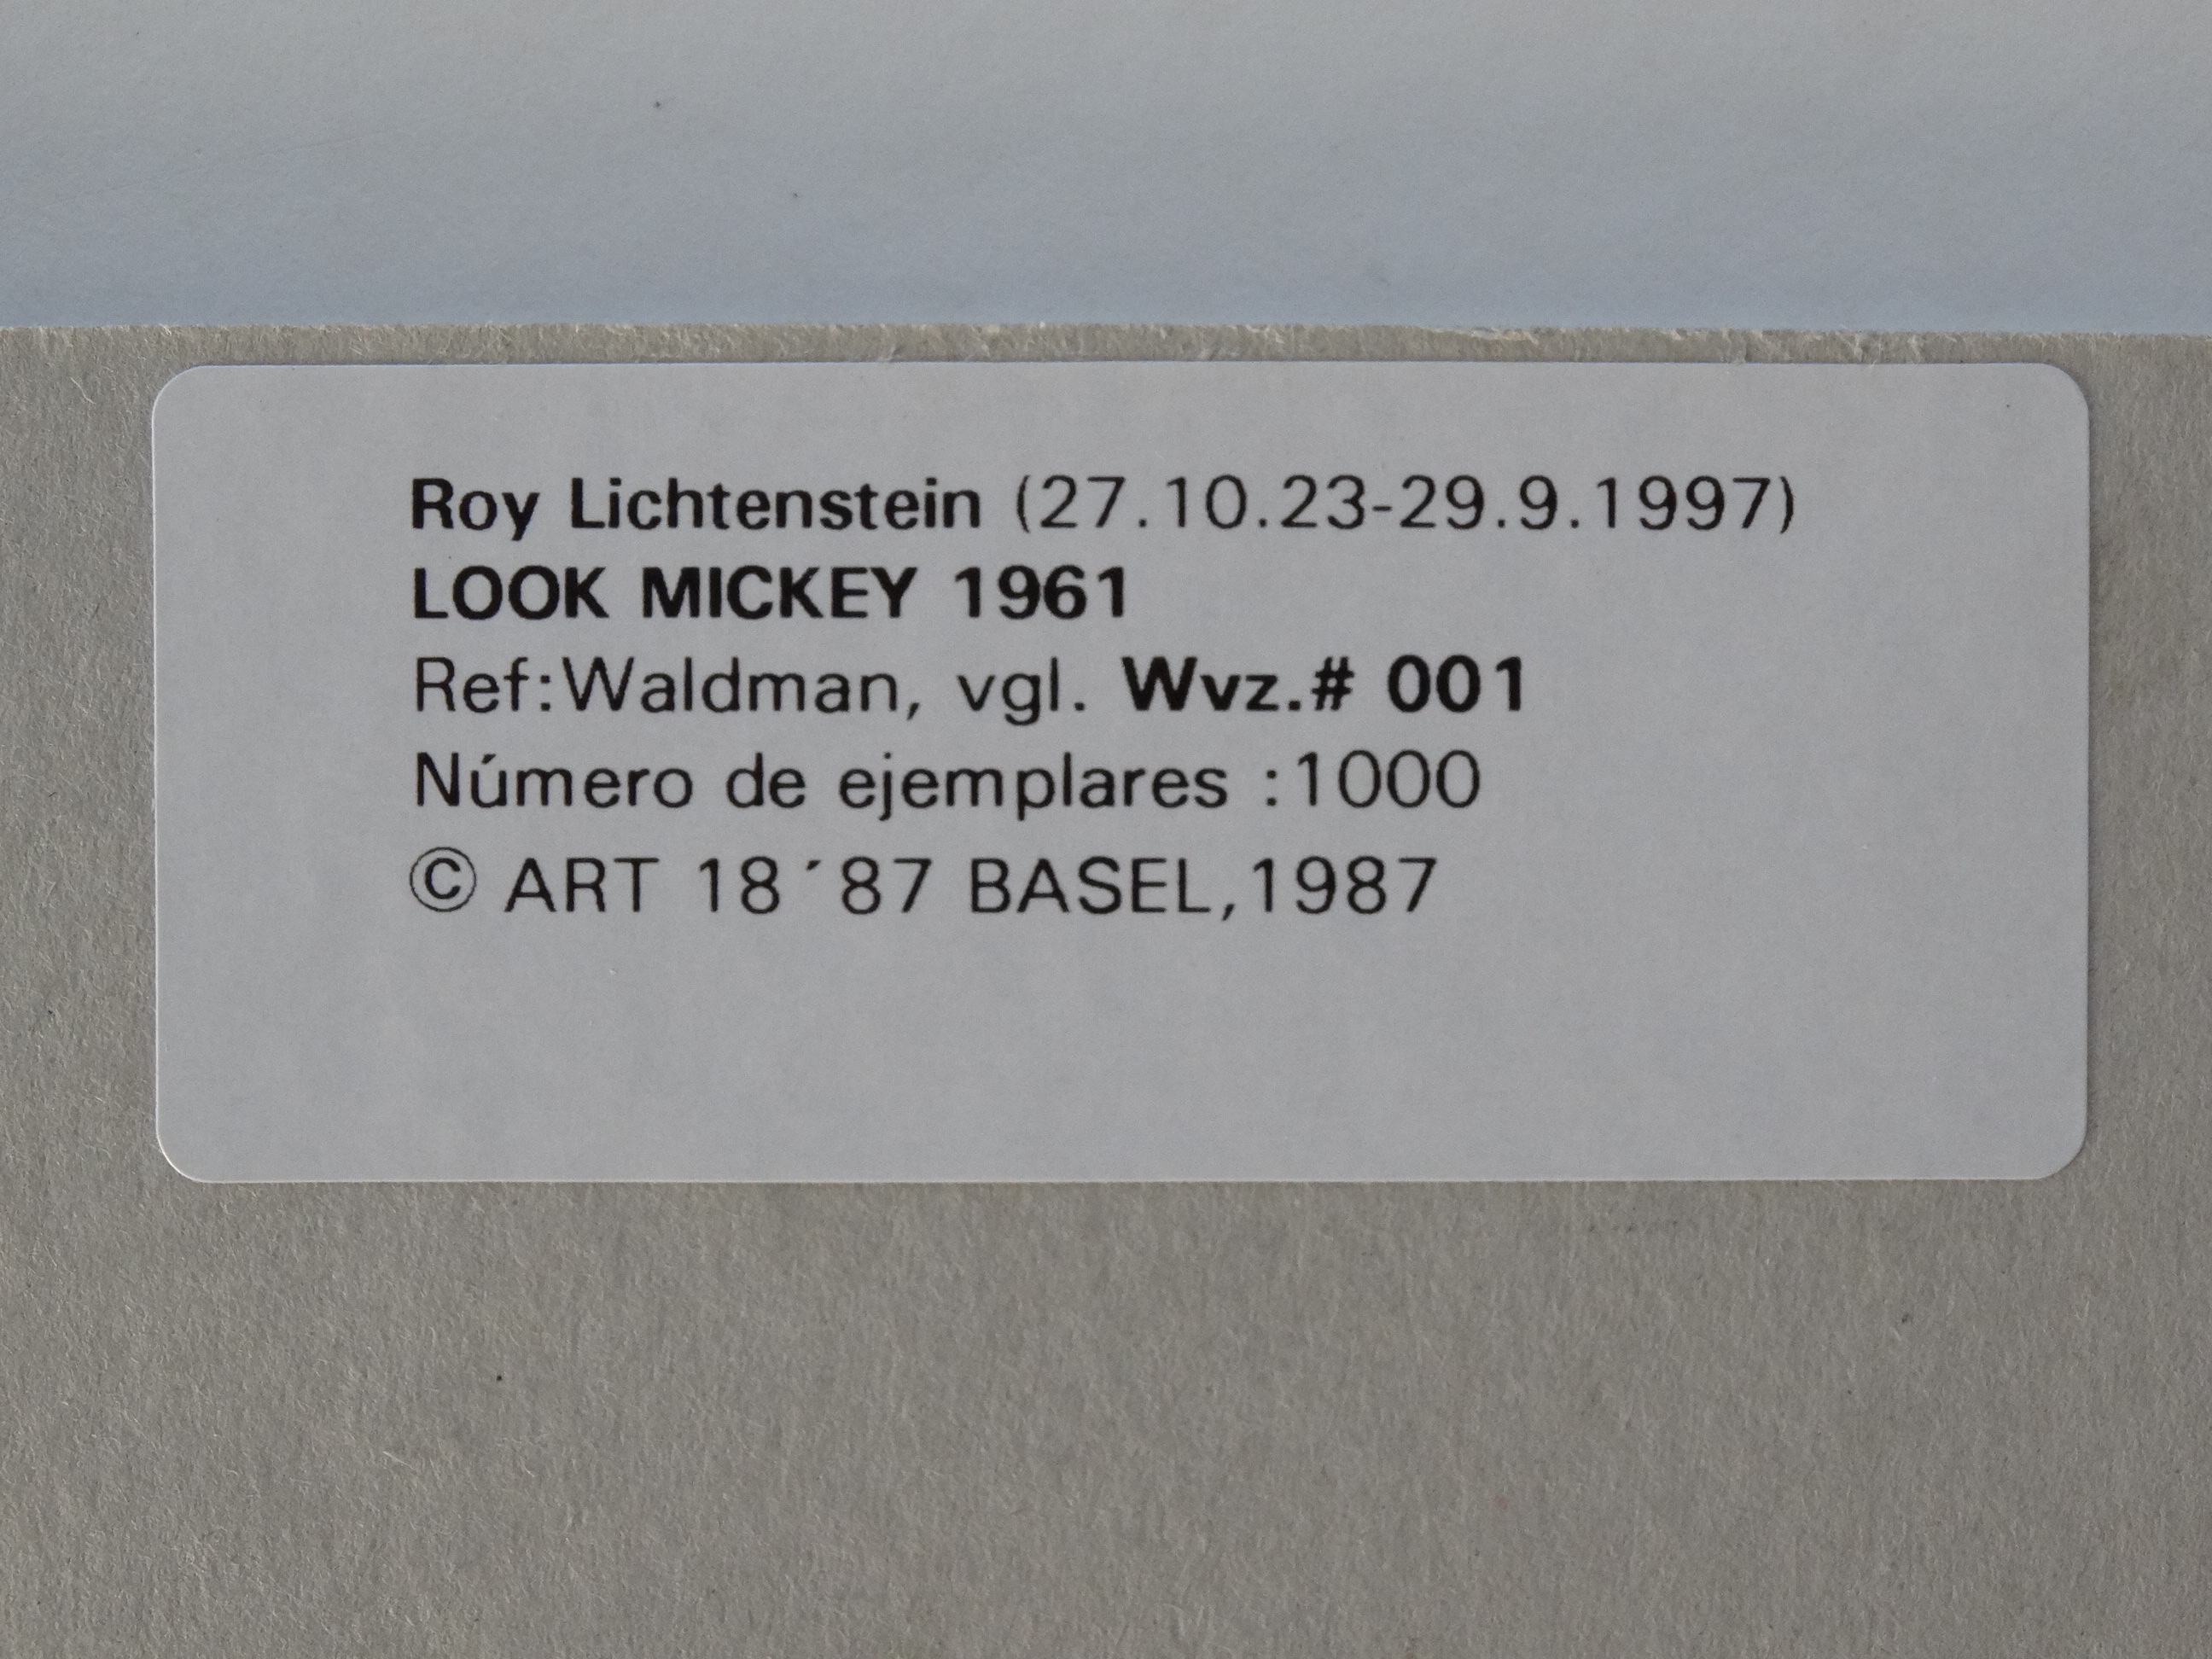 Roy Lichtenstein (27.10.23-29.9.1997)
LOOK MICKEY 1961
Ref:Waldman, vgl. Wvz.# 001
Número de ejemplares :1000
© ART 18´87 BASEL,1987